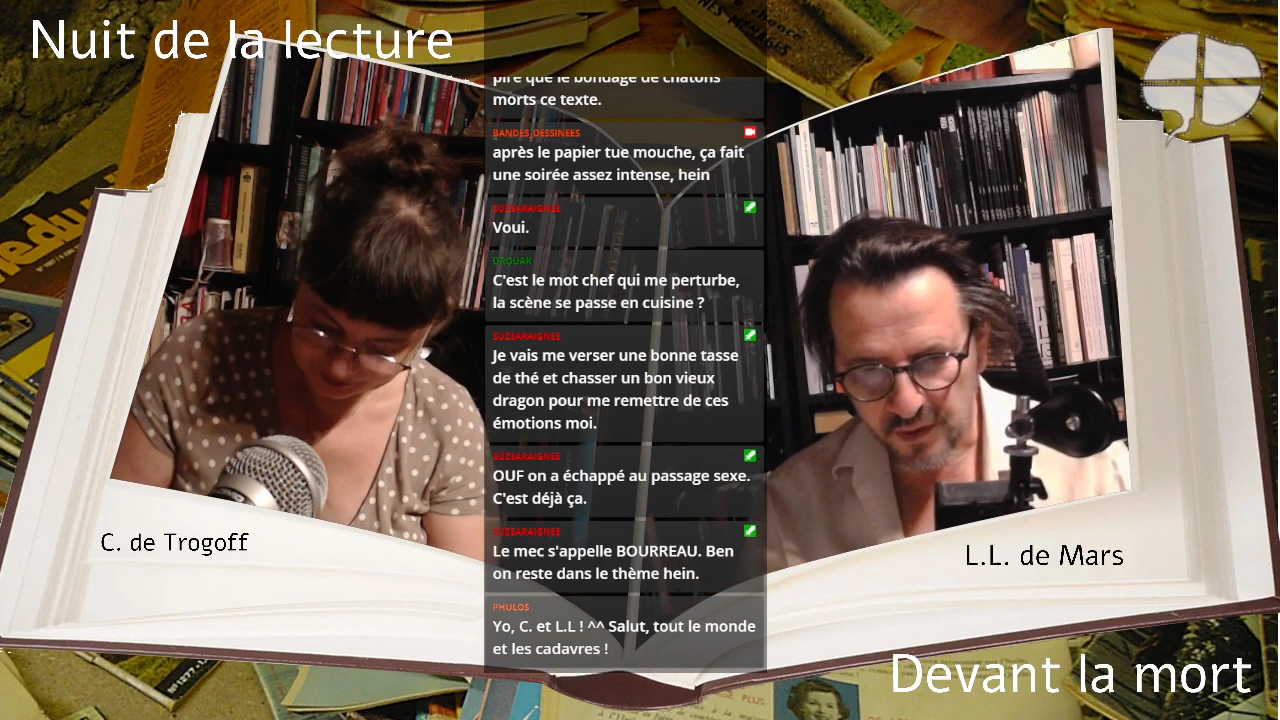 Nuit de la lecture
pire que le bondage de chatons
morts ce texte.
BANDES_DESSINEES
après le papier tue mouche, ça fait
une soirée assez intense, hein
SUZEARAIGNEE
Voui.
DROUAK
C'est le mot chef qui me perturbe,
la scène se passe en cuisine ?
SUZEARAIGNEE
Je vais me verser une bonne tasse
de thé et chasser un bon vieux
dragon pour me remettre de ces
émotions moi.
SUZEARAIGNEE
OUF on a échappé au passage sexe.
C'est déjà ça.
SUZEARAIGNEE
Le mec s'appelle BOURREAU. Ben
on reste dans le thème hein.
PHULOS
Yo, C. et L.L ! ^^ Salut, tout le monde
et les cadavres !
C. de Trogoff
L.L. de Mars
Devant la mort